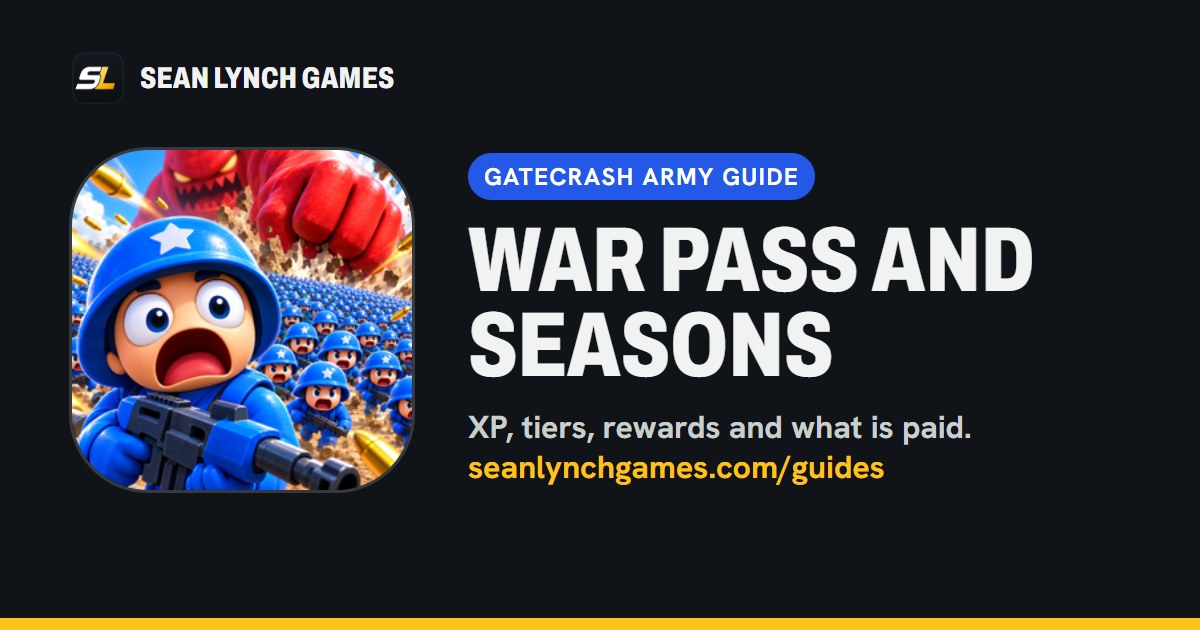 SL
SEAN LYNCH GAMES
GATECRASH ARMY GUIDE
WAR PASS AND
SEASONS
XP, tiers, rewards and what is paid.
seanlynchgames.com/guides